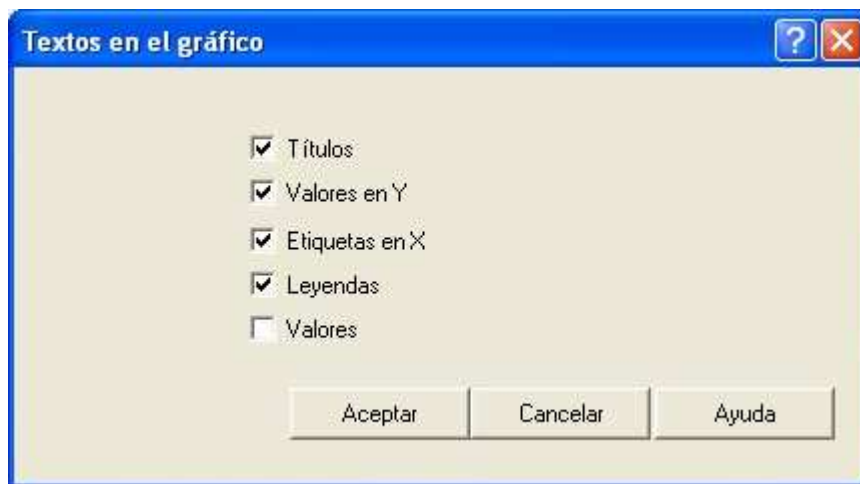 Textos en el gráfico
Títulos
Valores en Y
Etiquetas en X
Leyendas
Valores
Aceptar Cancelar Ayuda